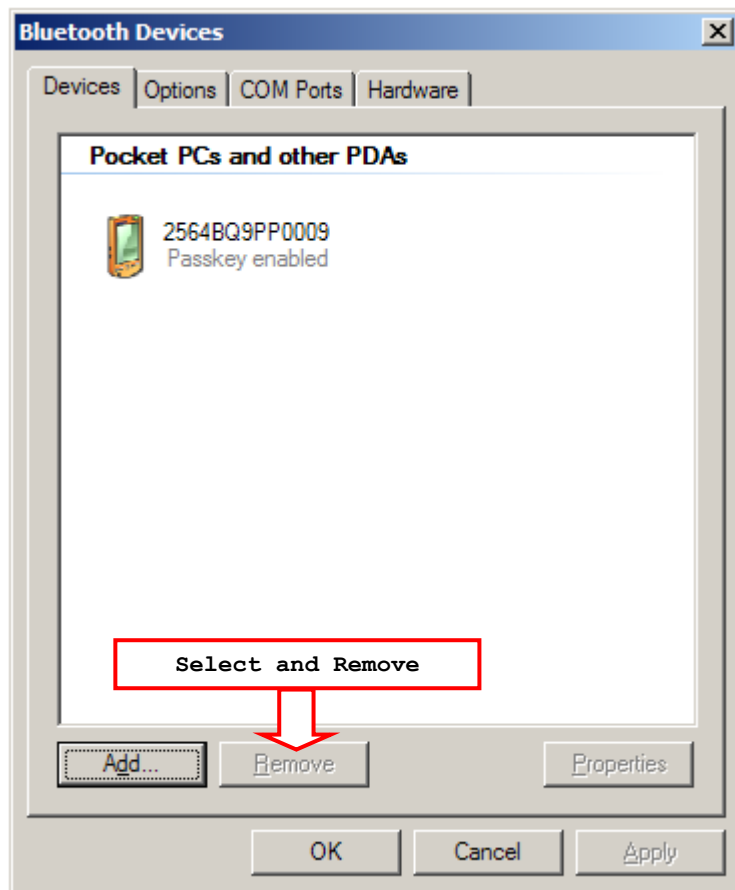 Bluetooth Devices
Devices Options COM Ports Hardware
Pocket PCs and other PDAs
2564BQ9PP0009
Passkey enabled
Select and Remove
Add... Remove Properties
OK Cancel Apply